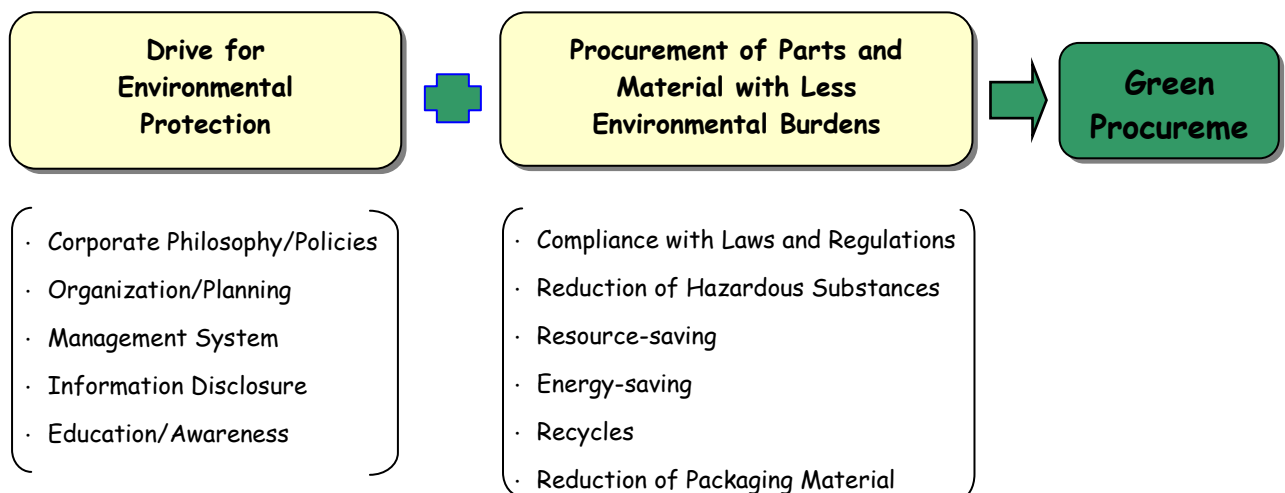 Drive for
Environmental
Protection
Procurement of Parts and
Material with Less
Environmental Burdens
Green
Procureme
· Corporate Philosophy/Policies
· Organization/Planning
· Management System
· Information Disclosure
· Education/Awareness
· Compliance with Laws and Regulations
· Reduction of Hazardous Substances
· Resource-saving
· Energy-saving
· Recycles
· Reduction of Packaging Material